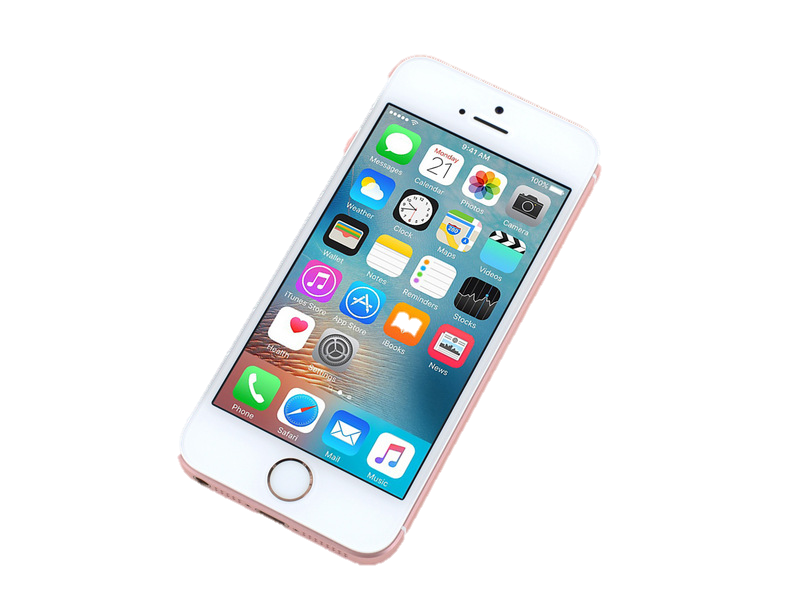 9:41 AM
100%
Messages
Monday
21
Calendar
Photos
Camera
Weather
Clock
280
Maps
Videos
Wallet
Notes
Reminders
Stocks
iTunes Store
App Store
iBooks
News
Health
Settings
Phone
Safari
Mail
Music